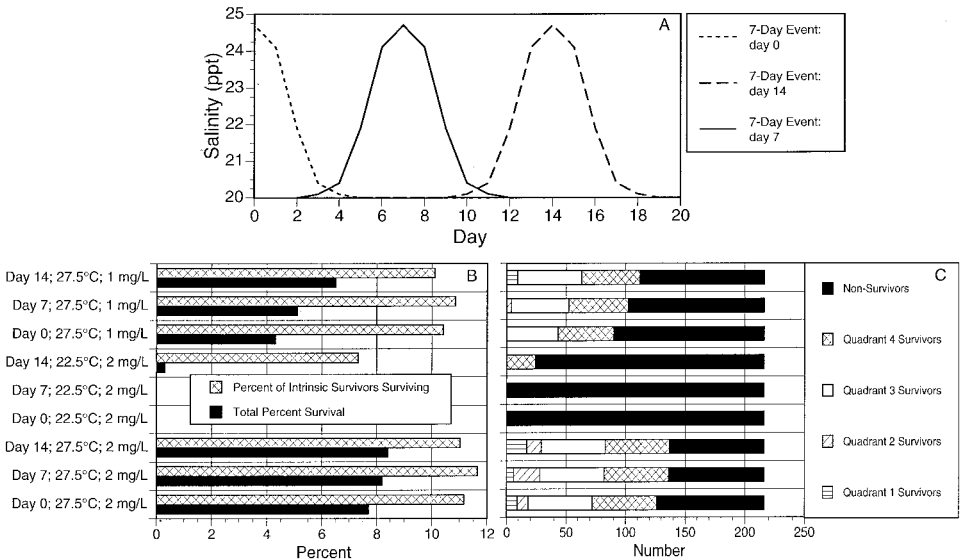 A
25
24
23
22
21
20
Salinity (ppt)
0 2 4 6 8 10 12 14 16 18 20
Day
7-Day Event:
day 0
7-Day Event:
day 14
7-Day Event:
day 7
B
Day 14; 27.5°C; 1 mg/L
Day 7; 27.5°C; 1 mg/L
Day 0; 27.5°C; 1 mg/L
Day 14; 22.5°C; 2 mg/L
Day 7; 22.5°C; 2 mg/L
Day 0; 22.5°C; 2 mg/L
Day 14; 27.5°C; 2 mg/L
Day 7; 27.5°C; 2 mg/L
Day 0; 27.5°C; 2 mg/L
Percent of Intrinsic Survivors Surviving
Total Percent Survival
0 2 4 6 8 10 12
Percent
C
0 50 100 150 200 250
Number
Non-Survivors
Quadrant 4 Survivors
Quadrant 3 Survivors
Quadrant 2 Survivors
Quadrant 1 Survivors